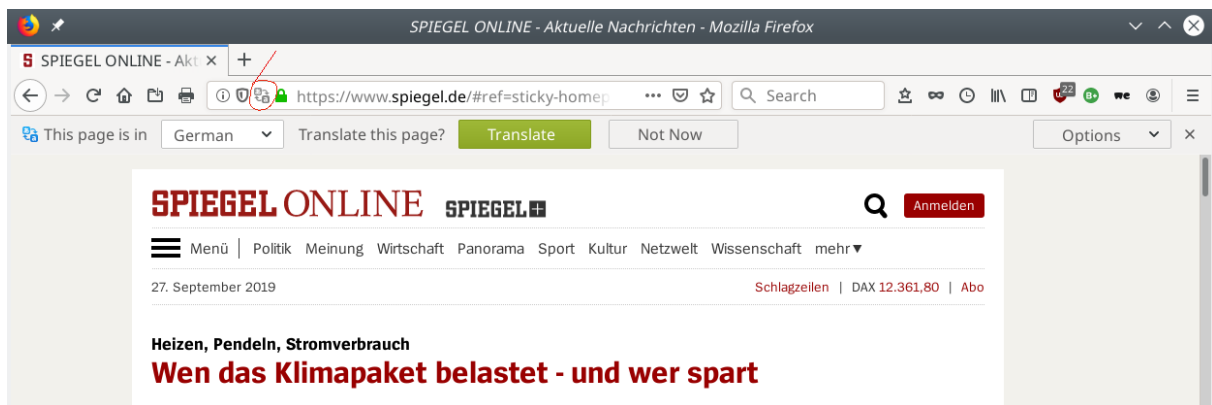 SPIEGEL ONLINE - Aktuelle Nachrichten - Mozilla Firefox
S SPIEGEL ONLINE - Akt
https://www.spiegel.de/#ref=sticky-homep ••• Search 22 B+ we
This page is in German Translate this page? Translate Not Now Options
SPIEGEL ONLINE SPIEGEL+ Anmelden
Menü | Politik Meinung Wirtschaft Panorama Sport Kultur Netzwelt Wissenschaft mehr▼
27. September 2019 Schlagzeilen | DAX 12.361,80 | Abo
Heizen, Pendeln, Stromverbrauch
Wen das Klimapaket belastet - und wer spart